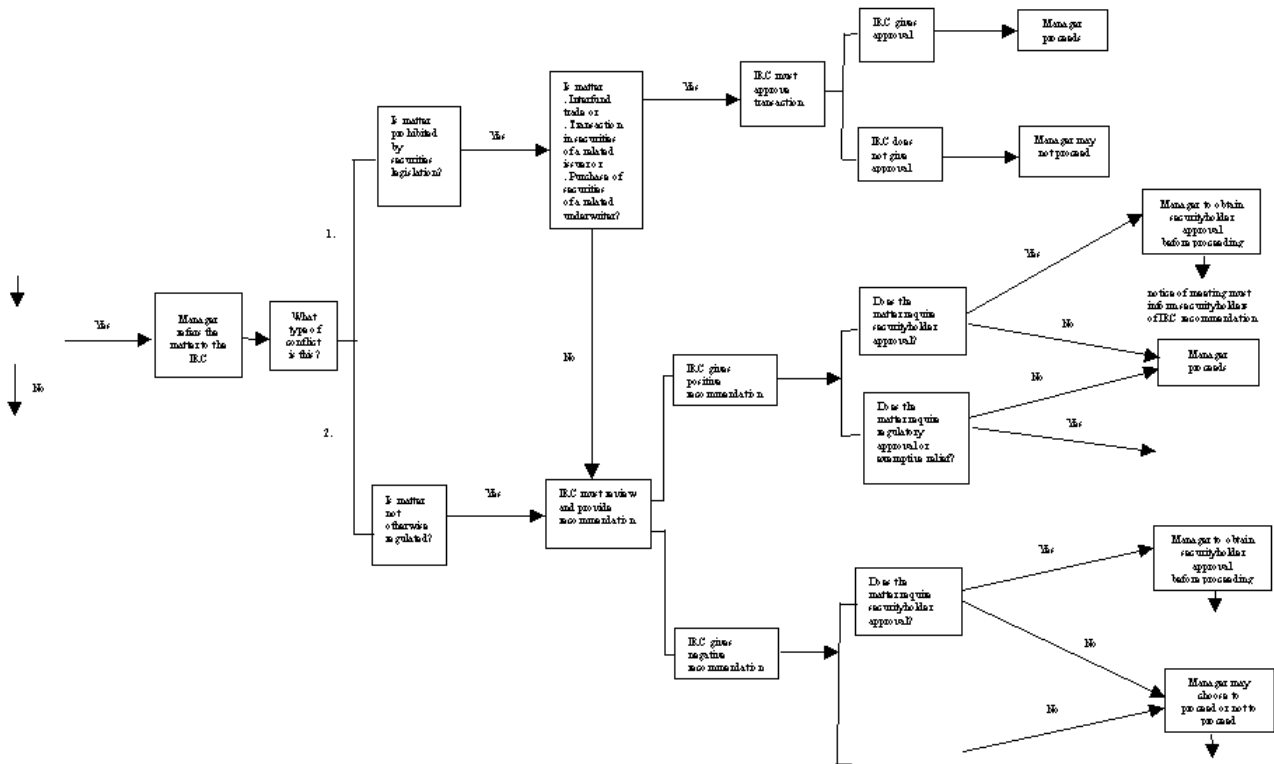 Yes
No
Manager
refers the
matter to the
IRC
What
type of
conflict
is this?
1.
2.
Is matter
prohibited
by
securities
legislation?
Yes
Is matter
. Interfund
trade or
. Transaction
in securities
of a related
issuer or
. Purchase of
securities
of a related
underwriter?
Yes
IRC must
approve
transaction
IRC gives
approval
Manager
proceeds
IRC does
not give
approval
Manager may
not proceed
No
Is matter
not
otherwise
regulated?
Yes
IRC must review
and provide
recommendation
IRC gives
positive
recommendation
Does the
matter require
securityholder
approval?
Yes
Manager to obtain
securityholder
approval
before proceeding
notice of meeting must
inform securityholders
of IRC recommendation
No
Manager
proceeds
Does the
matter require
regulatory
approval or
exemptive relief?
No
Yes
IRC gives
negative
recommendation
Does the
matter require
securityholder
approval?
Yes
Manager to obtain
securityholder
approval
before proceeding
No
No
Manager may
choose to
proceed or not to
proceed